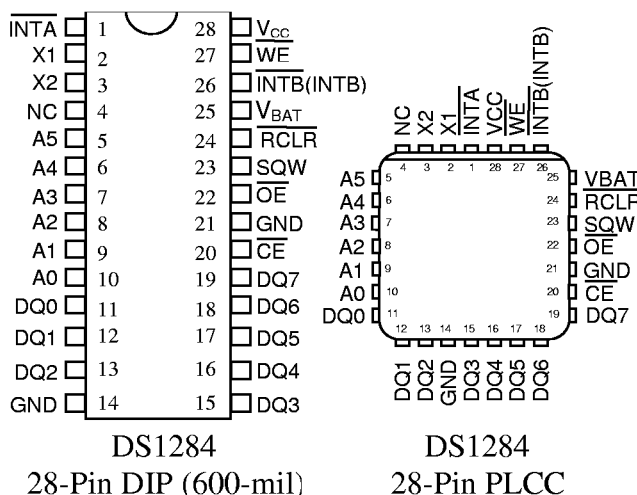 INTA 1 28 VCC
X1 2 27 WE
X2 3 26 INTB(INTB)
NC 4 25 VBAT
A5 5 24 RCLR
A4 6 23 SQW
A3 7 22 OE
A2 8 21 GND
A1 9 20 CE
A0 10 19 DQ7
DQ0 11 18 DQ6
DQ1 12 17 DQ5
DQ2 13 16 DQ4
GND 14 15 DQ3
DS1284
28-Pin DIP (600-mil)
NC X2 X1 INTA VCC WE INTB(INTB)
4 3 2 1 28 27 26
A5 5 25 VBAT
A4 6 24 RCLR
A3 7 23 SQW
A2 8 22 OE
A1 9 21 GND
A0 10 20 CE
DQ0 11 19 DQ7
12 13 14 15 16 17 18
DQ1 DQ2 GND DQ3 DQ4 DQ5 DQ6
DS1284
28-Pin PLCC